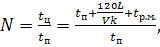 N = t_ц / t_п = (t_п + 120L / Vk + t_р.м.) / t_п ,